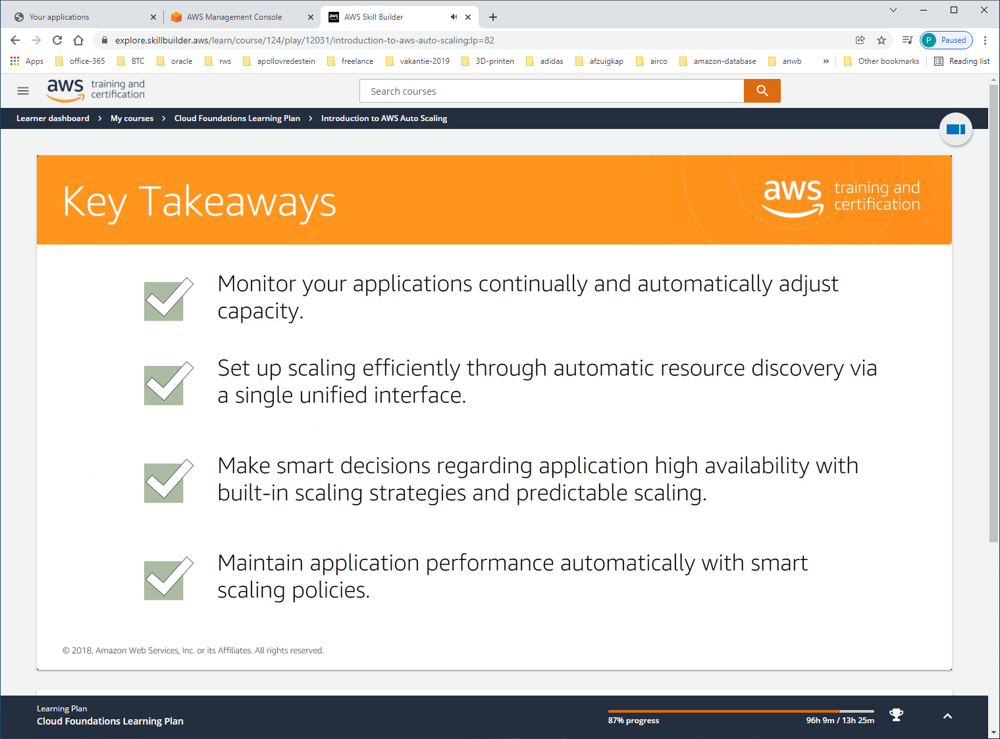 Your applications
AWS Management Console
aws AWS Skill Builder
explore.skillbuilder.aws/learn/course/124/play/12031/introduction-to-aws-auto-scaling;lp=82
P Paused
Apps office-365 BTC oracle rws apollovredestein freelance vakantie-2019 3D-printen adidas afzuigkap airco amazon-database anwb » Other bookmarks Reading list
aws training and
certification
Search courses
Learner dashboard > My courses > Cloud Foundations Learning Plan > Introduction to AWS Auto Scaling
Key Takeaways
aws training and
certification
Monitor your applications continually and automatically adjust
capacity.
Set up scaling efficiently through automatic resource discovery via
a single unified interface.
Make smart decisions regarding application high availability with
built-in scaling strategies and predictable scaling.
Maintain application performance automatically with smart
scaling policies.
© 2018, Amazon Web Services, Inc. or its Affiliates. All rights reserved.
Learning Plan
Cloud Foundations Learning Plan
87% progress
96h 9m / 13h 25m